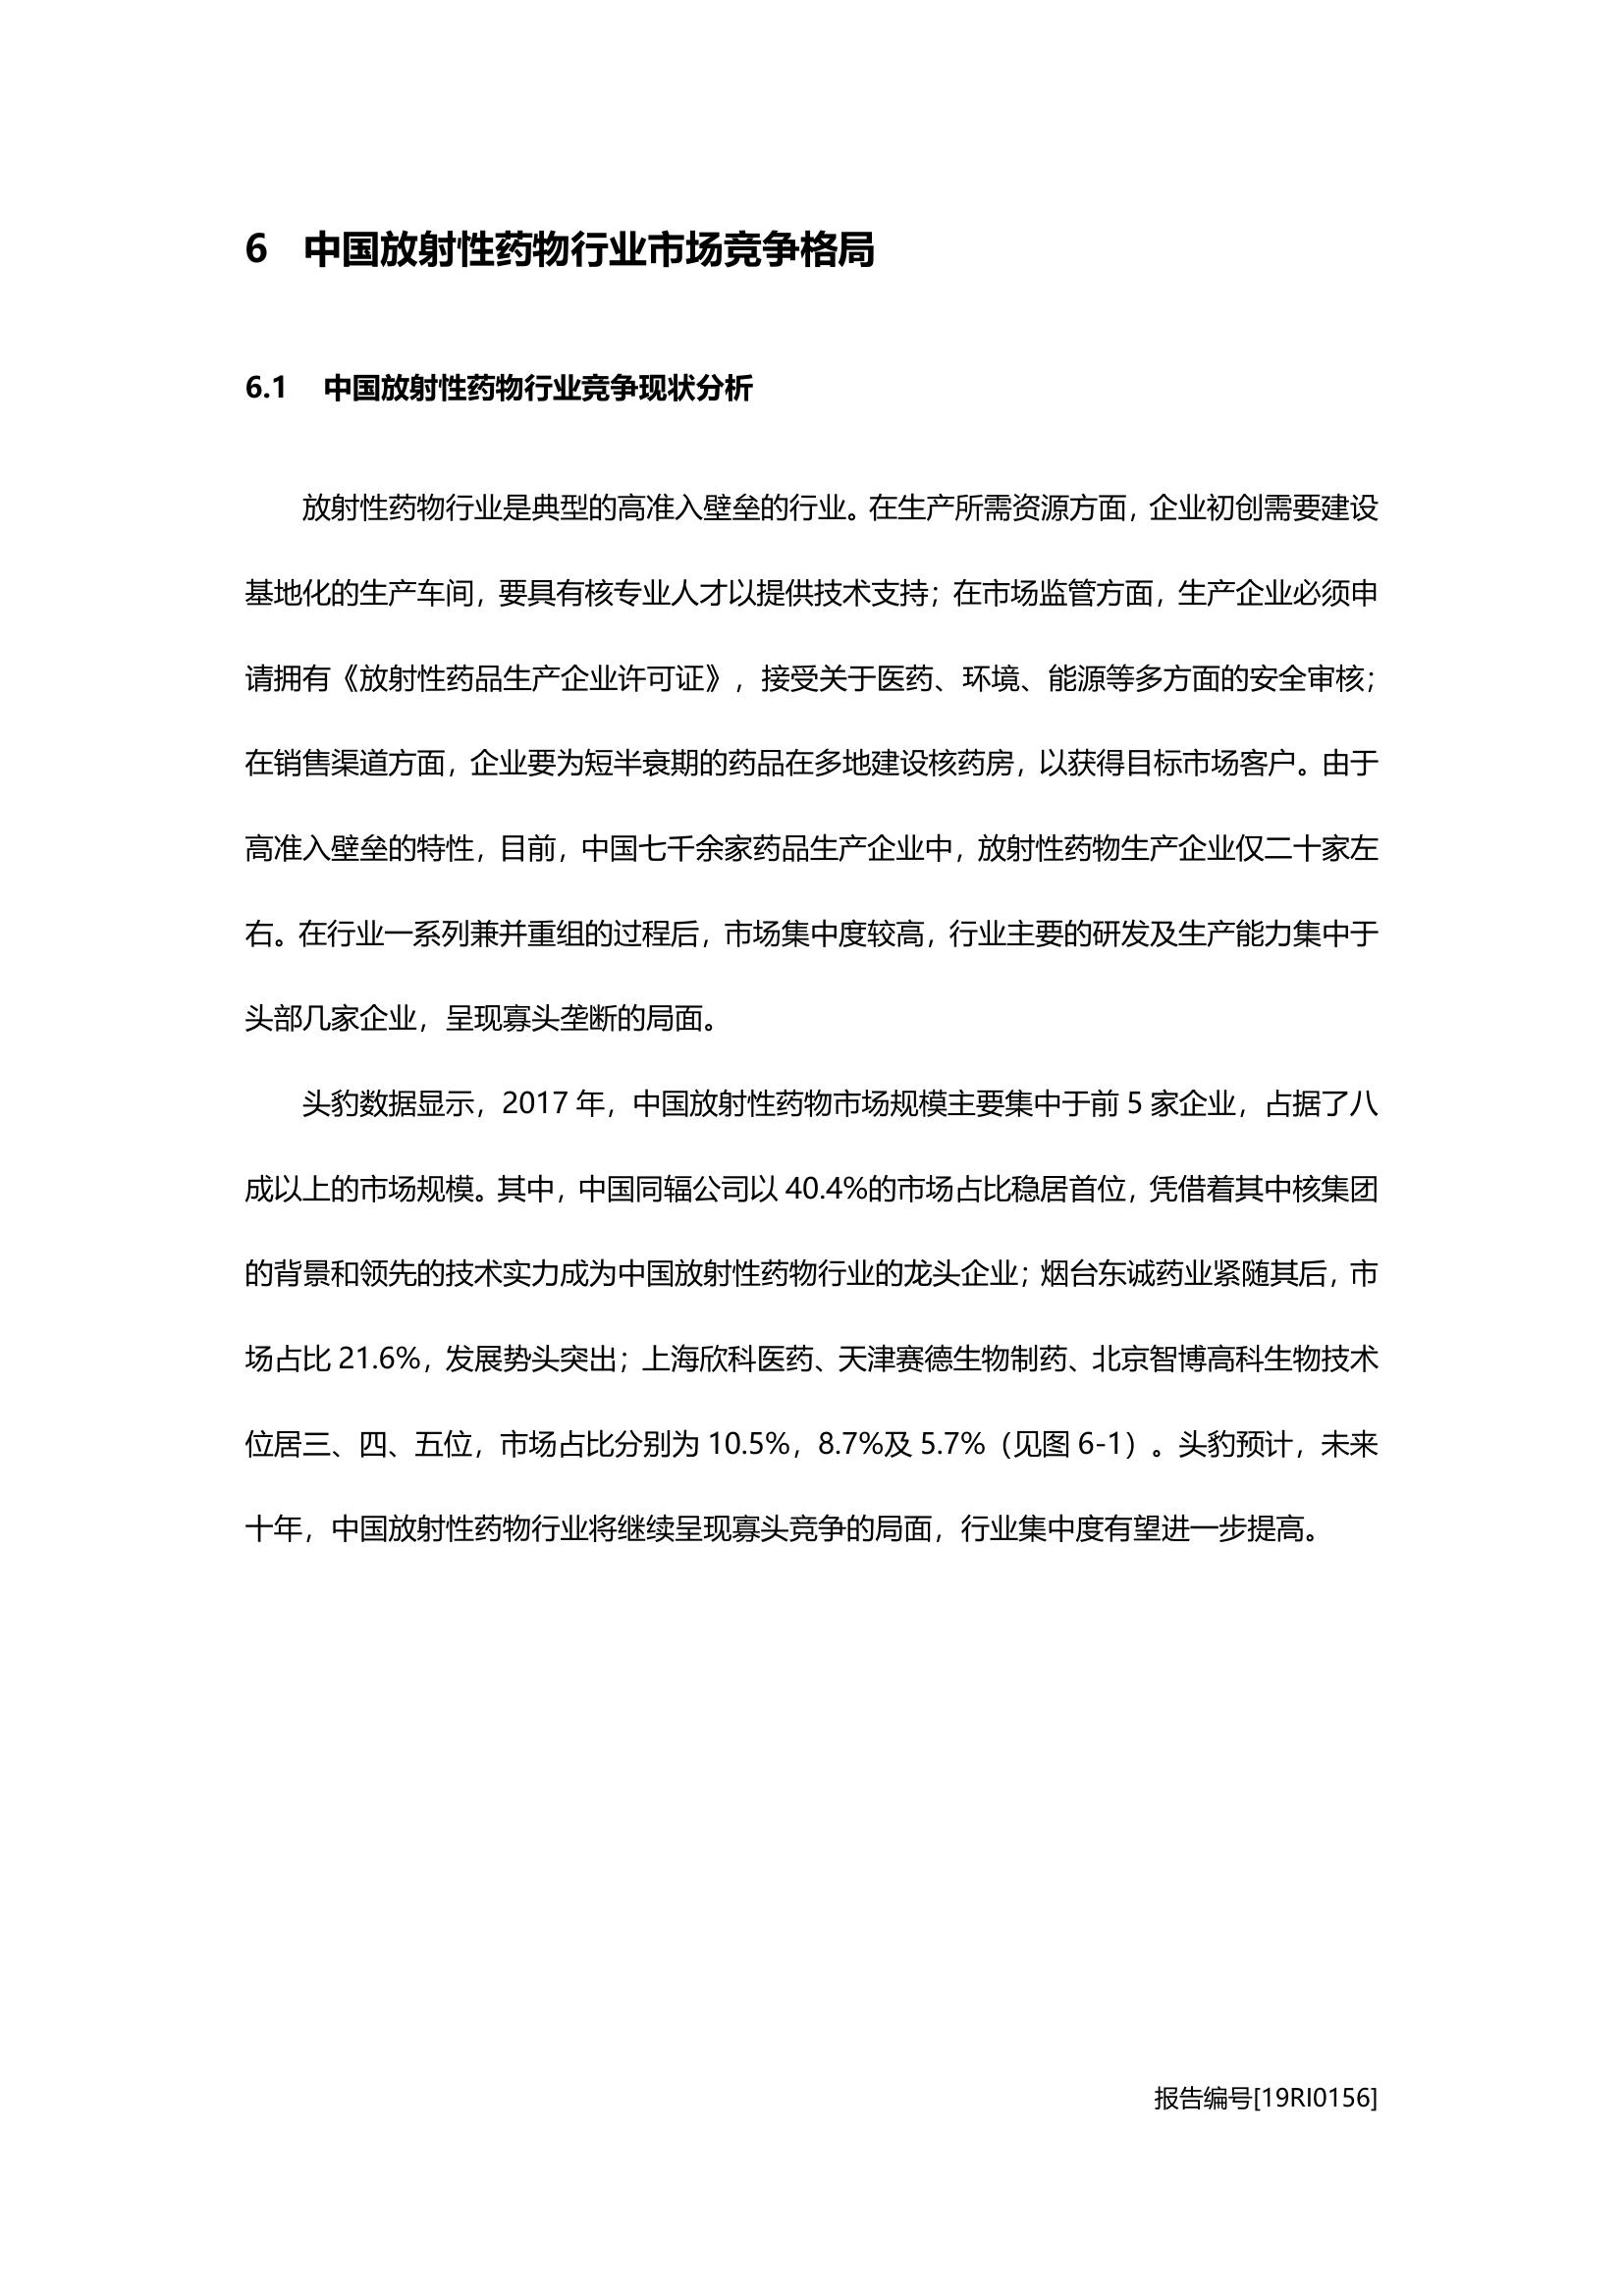 6 中国放射性药物行业市场竞争格局
6.1 中国放射性药物行业竞争现状分析
放射性药物行业是典型的高准入壁垒的行业。在生产所需资源方面，企业初创需要建设
基地化的生产车间，要具有核专业人才以提供技术支持；在市场监管方面，生产企业必须申
请拥有《放射性药品生产企业许可证》，接受关于医药、环境、能源等多方面的安全审核；
在销售渠道方面，企业要为短半衰期的药品在多地建设核药房，以获得目标市场客户。由于
高准入壁垒的特性，目前，中国七千余家药品生产企业中，放射性药物生产企业仅二十家左
右。在行业一系列兼并重组的过程后，市场集中度较高，行业主要的研发及生产能力集中于
头部几家企业，呈现寡头垄断的局面。
头豹数据显示，2017 年，中国放射性药物市场规模主要集中于前 5 家企业，占据了八
成以上的市场规模。其中，中国同辐公司以 40.4%的市场占比稳居首位，凭借着其中核集团
的背景和领先的技术实力成为中国放射性药物行业的龙头企业；烟台东诚药业紧随其后，市
场占比 21.6%，发展势头突出；上海欣科医药、天津赛德生物制药、北京智博高科生物技术
位居三、四、五位，市场占比分别为 10.5%，8.7%及 5.7%（见图 6-1）。头豹预计，未来
十年，中国放射性药物行业将继续呈现寡头竞争的局面，行业集中度有望进一步提高。
报告编号[19RI0156]